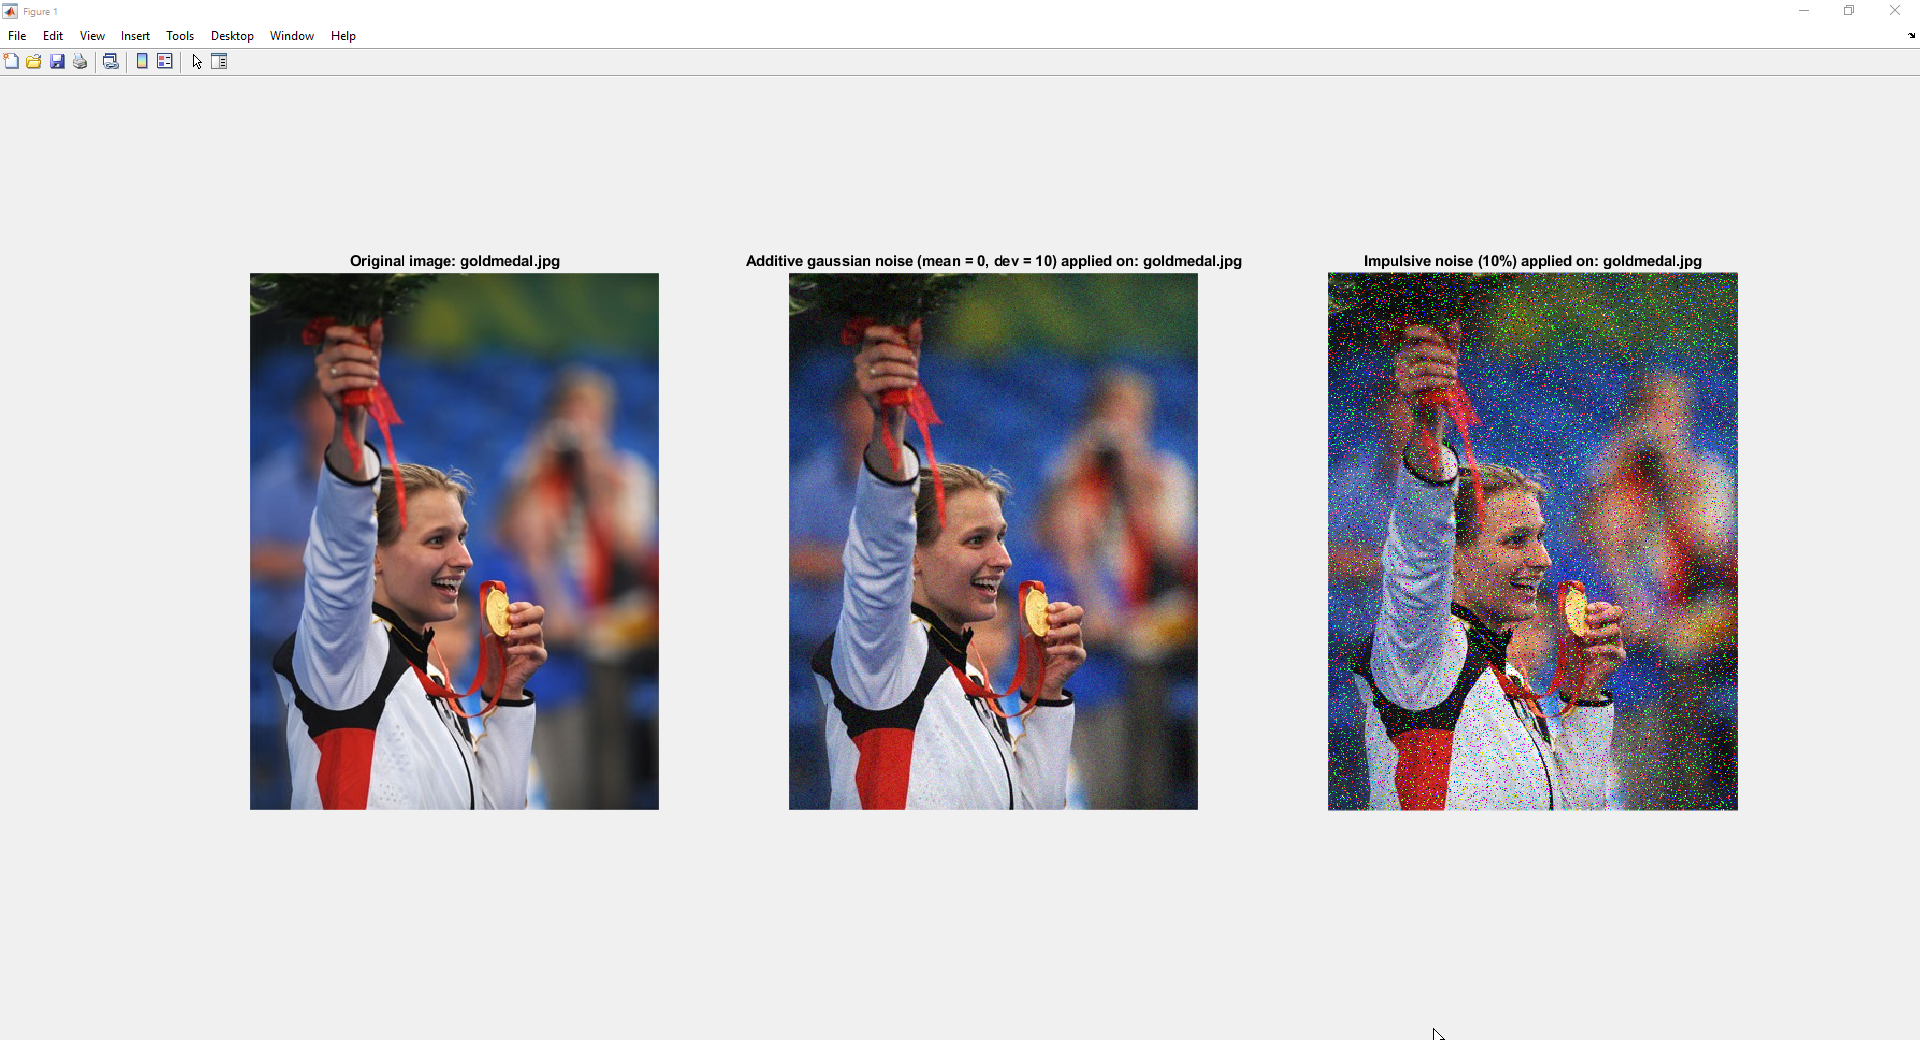 Figure 1
File Edit View Insert Tools Desktop Window Help
Original image: goldmedal.jpg
Additive gaussian noise (mean = 0, dev = 10) applied on: goldmedal.jpg
Impulsive noise (10%) applied on: goldmedal.jpg